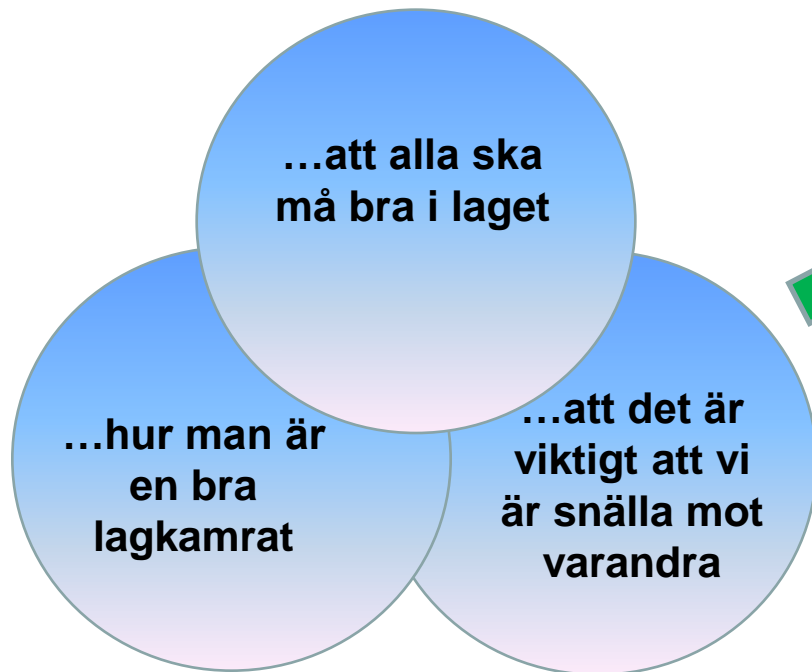 …att alla ska
må bra i laget
…hur man är
en bra
lagkamrat
…att det är
viktigt att vi
är snälla mot
varandra